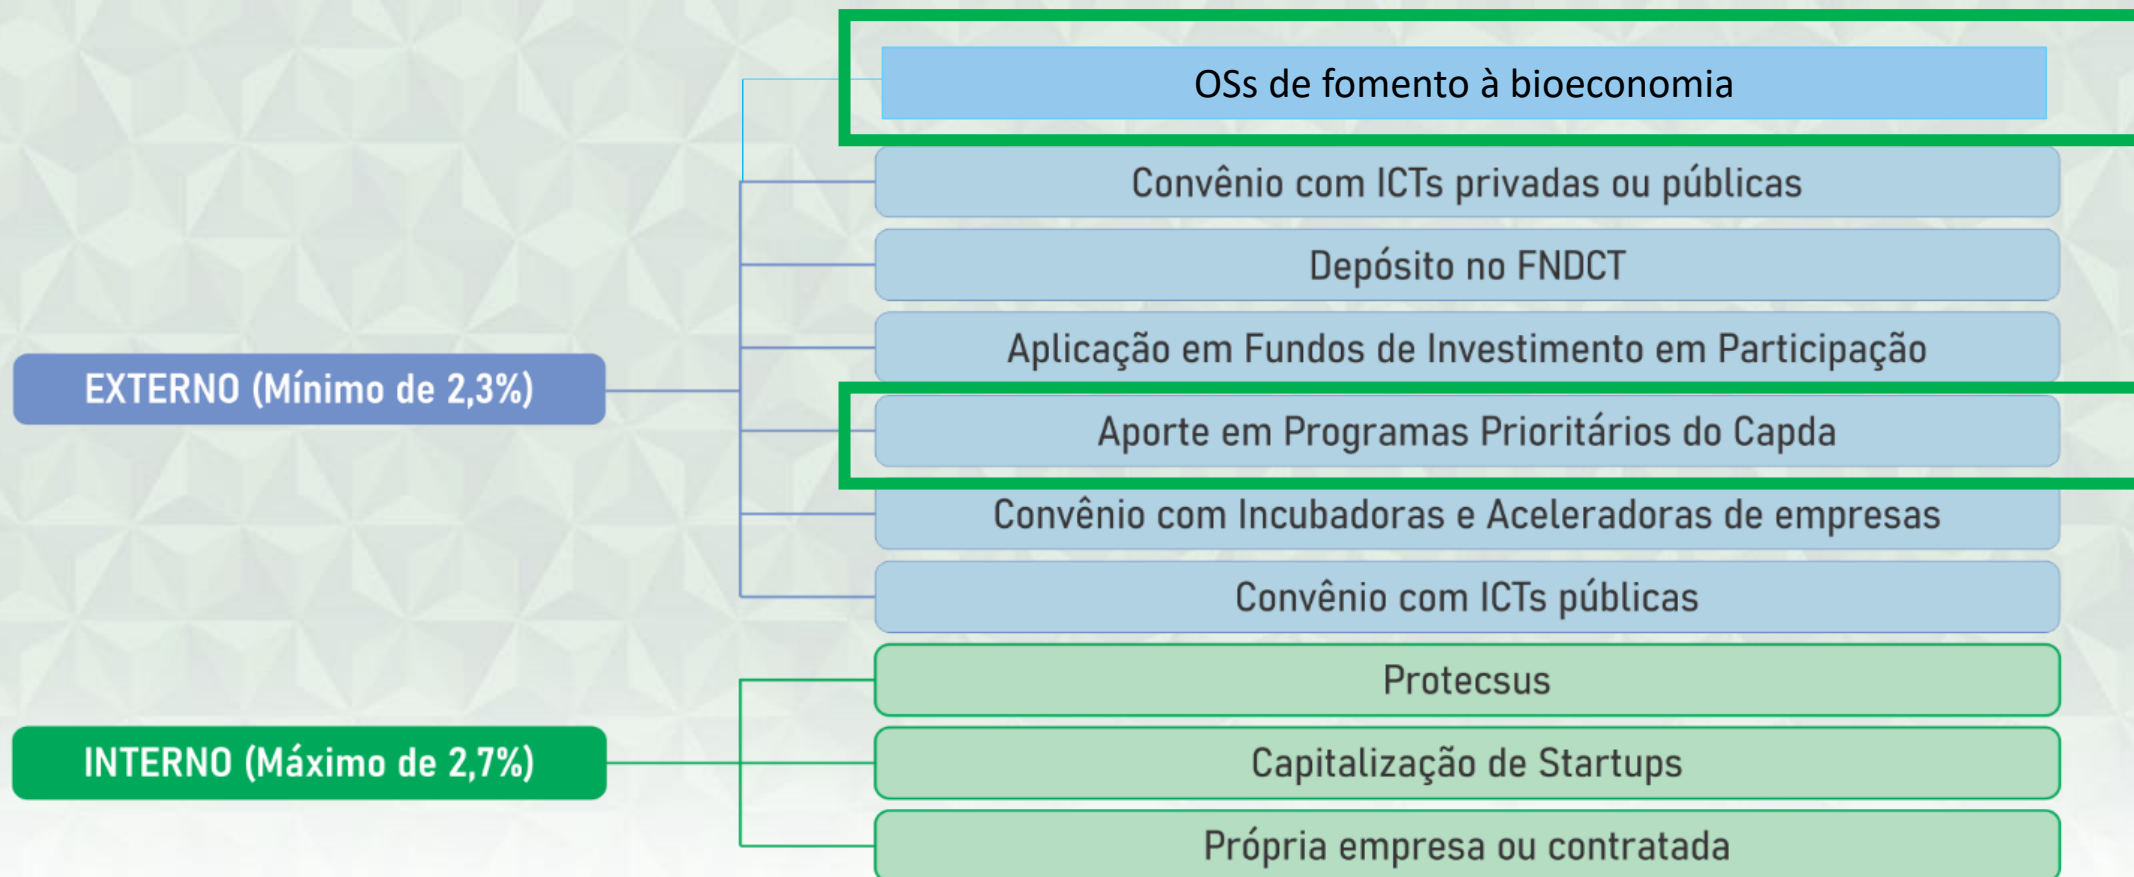 OSs de fomento à bioeconomia
Convênio com ICTs privadas ou públicas
Depósito no FNDCT
Aplicação em Fundos de Investimento em Participação
EXTERNO (Mínimo de 2,3%)
Aporte em Programas Prioritários do Capda
Convênio com Incubadoras e Aceleradoras de empresas
Convênio com ICTs públicas
Protecsus
INTERNO (Máximo de 2,7%)
Capitalização de Startups
Própria empresa ou contratada